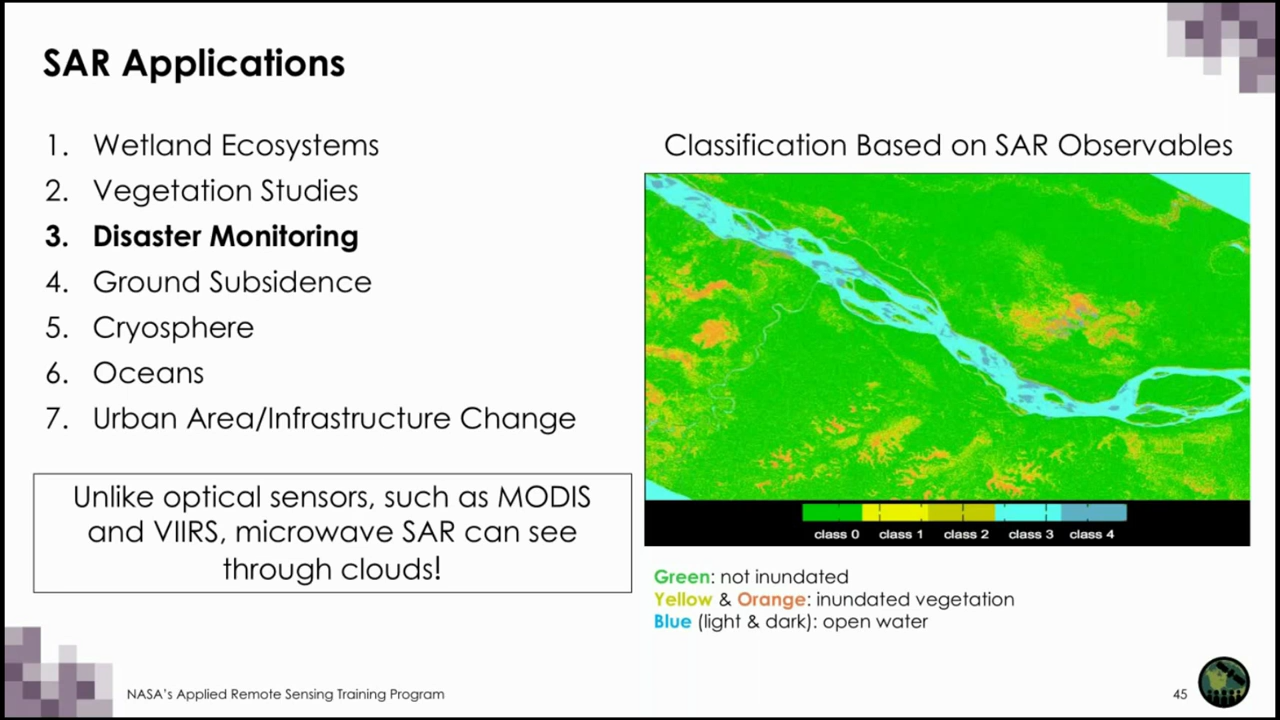 SAR Applications
1. Wetland Ecosystems
2. Vegetation Studies
3. Disaster Monitoring
4. Ground Subsidence
5. Cryosphere
6. Oceans
7. Urban Area/Infrastructure Change
Unlike optical sensors, such as MODIS
and VIIRS, microwave SAR can see
through clouds!
Classification Based on SAR Observables
class 0 class 1 class 2 class 3 class 4
Green: not inundated
Yellow & Orange: inundated vegetation
Blue (light & dark): open water
NASA's Applied Remote Sensing Training Program
45